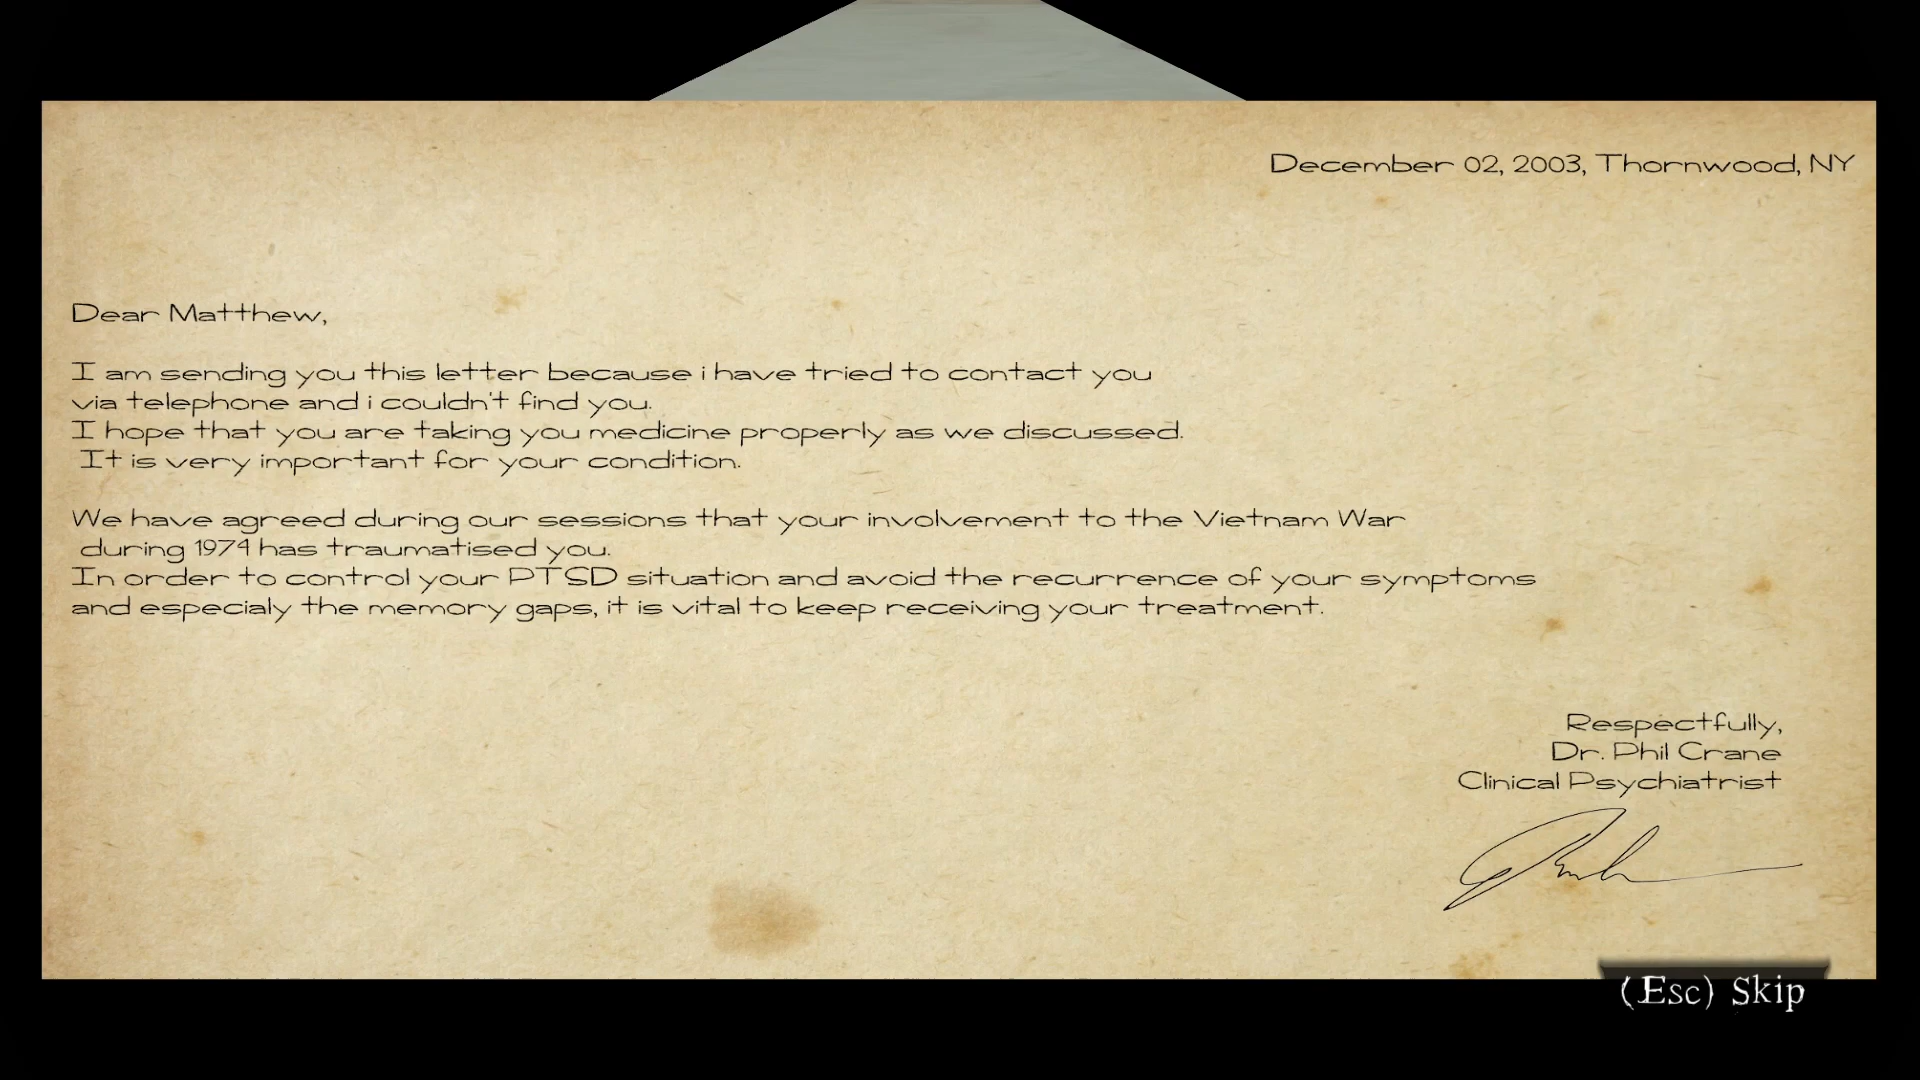 December 02, 2003, Thornwood, NY
Dear Matthew,
I am sending you this letter because i have tried to contact you
via telephone and i couldn't find you.
I hope that you are taking you medicine properly as we discussed.
It is very important for your condition.
We have agreed during our sessions that your involvement to the Vietnam War
during 1974 has traumatised you.
In order to control your PTSD situation and avoid the recurrence of your symptoms
and especialy the memory gaps, it is vital to keep receiving your treatment.
Respectfully,
Dr. Phil Crane
Clinical Psychiatrist
(Esc) Skip